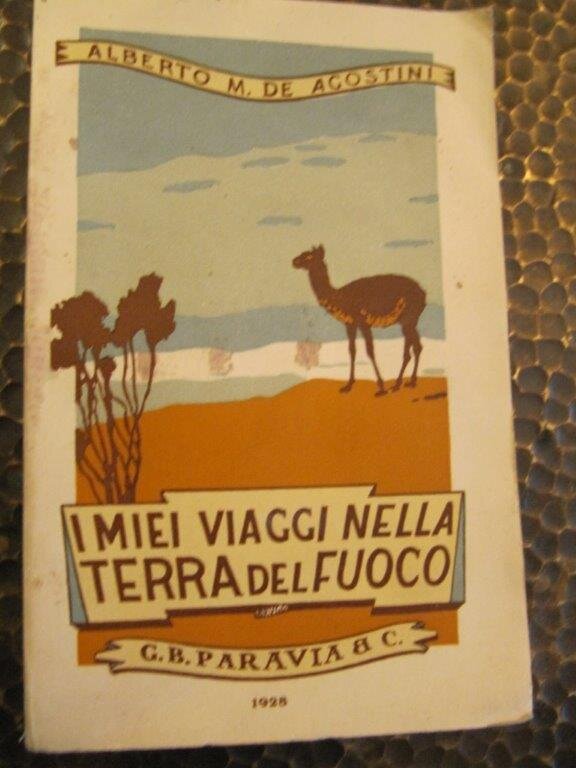 ALBERTO M. DE AGOSTINI
I MIEI VIAGGI NELLA
TERRA DEL FUOCO
G.B. PARAVIA & C.
1928